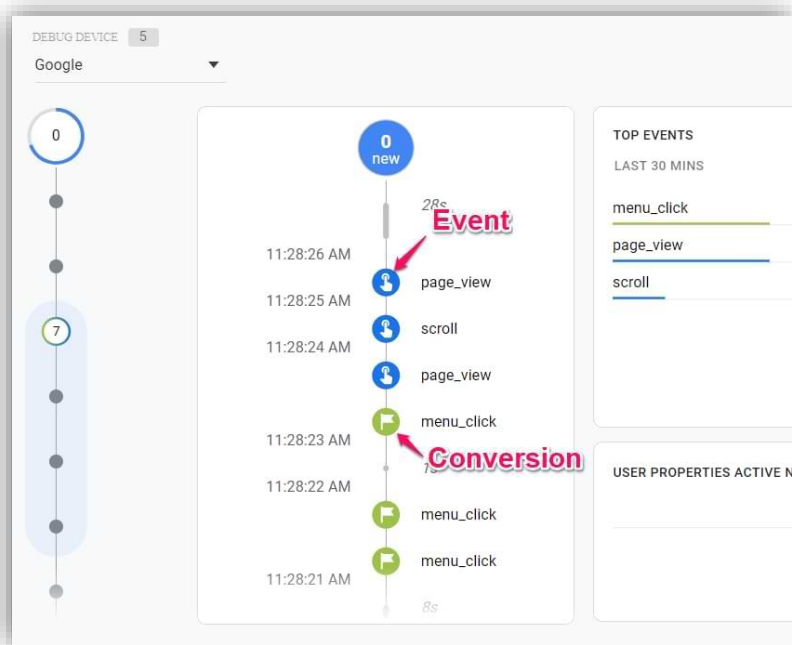 DEBUG DEVICE 5
Google
0
7
0
new
28s
Event
11:28:26 AM
page_view
11:28:25 AM
scroll
11:28:24 AM
page_view
menu_click
11:28:23 AM
Conversion
1s
11:28:22 AM
menu_click
menu_click
11:28:21 AM
8s
TOP EVENTS
LAST 30 MINS
menu_click
page_view
scroll
USER PROPERTIES ACTIVE N